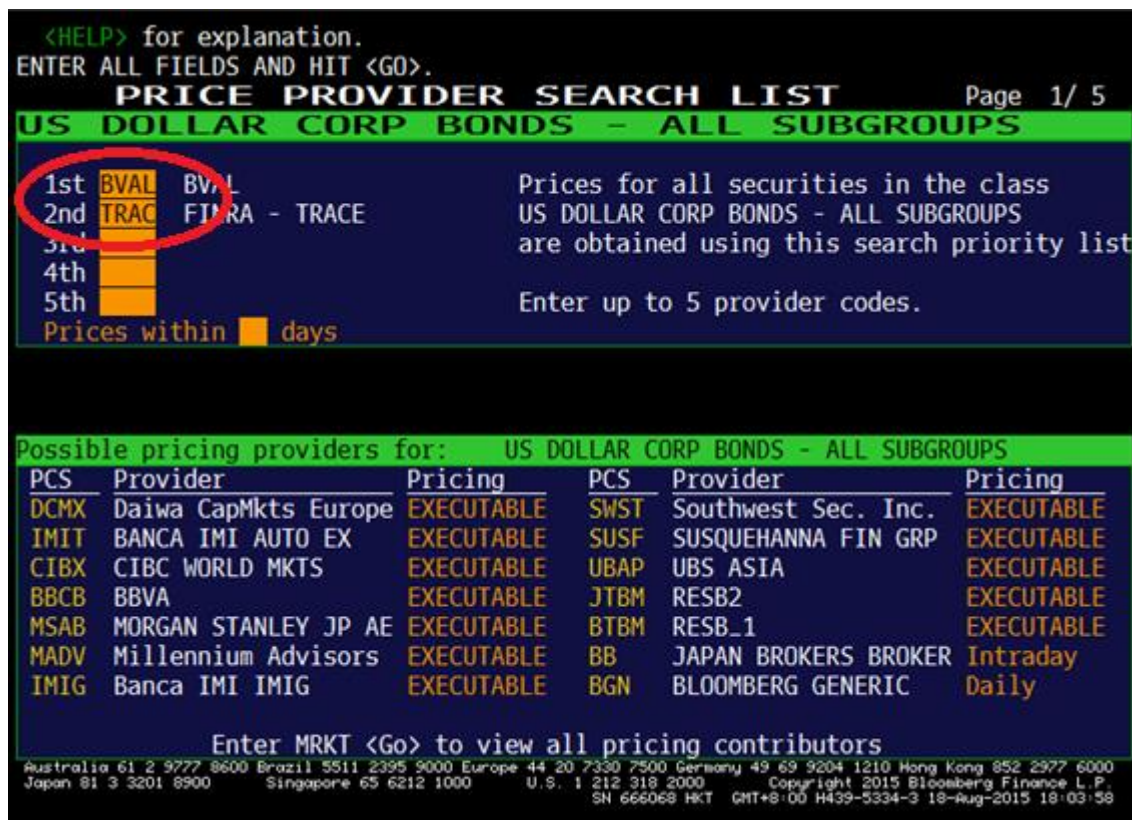 <HELP> for explanation.
ENTER ALL FIELDS AND HIT <GO>.
PRICE PROVIDER SEARCH LIST Page 1/ 5
US DOLLAR CORP BONDS - ALL SUBGROUPS
1st BVAL BVAL Prices for all securities in the class
2nd TRAC FINRA - TRACE US DOLLAR CORP BONDS - ALL SUBGROUPS
3rd are obtained using this search priority list
4th
5th Enter up to 5 provider codes.
Prices within days
Possible pricing providers for: US DOLLAR CORP BONDS - ALL SUBGROUPS
PCS Provider Pricing PCS Provider Pricing
DCMX Daiwa CapMkts Europe EXECUTABLE SWST Southwest Sec. Inc. EXECUTABLE
IMIT BANCA IMI AUTO EX EXECUTABLE SUSF SUSQUEHANNA FIN GRP EXECUTABLE
CIBX CIBC WORLD MKTS EXECUTABLE UBAP UBS ASIA EXECUTABLE
BBCB BBVA EXECUTABLE JTBM RESB2 EXECUTABLE
MSAB MORGAN STANLEY JP AE EXECUTABLE BTBM RESB_1 EXECUTABLE
MADV Millennium Advisors EXECUTABLE BB JAPAN BROKERS BROKER Intraday
IMIG Banca IMI IMIG EXECUTABLE BGN BLOOMBERG GENERIC Daily
Enter MRKT <Go> to view all pricing contributors
Australia 61 2 9777 8600 Brazil 5511 2395 9000 Europe 44 20 7330 7500 Germany 49 69 9204 1210 Hong Kong 852 2977 6000
Japan 81 3 3201 8900 Singapore 65 6212 1000 U.S. 1 212 318 2000 Copyright 2015 Bloomberg Finance L.P.
SN 666068 HKT GMT+8:00 H439-5334-3 18-Aug-2015 18:03:58